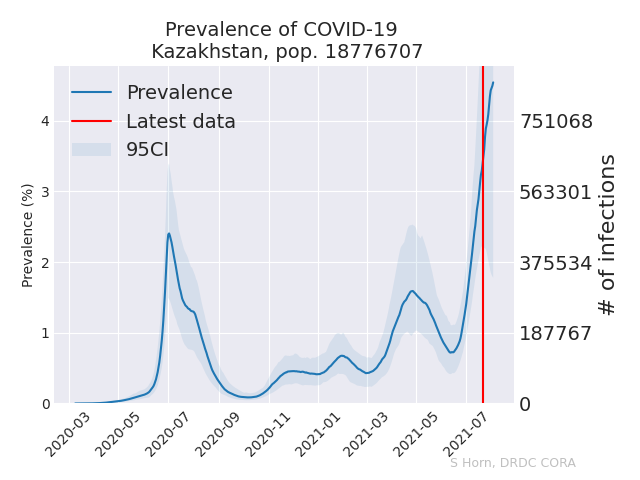 Prevalence of COVID-19
Kazakhstan, pop. 18776707
Prevalence
Latest data
95CI
Prevalence (%)
4
3
2
1
0
751068
563301
375534
187767
0
# of infections
2020-03
2020-05
2020-07
2020-09
2020-11
2021-01
2021-03
2021-05
2021-07
S Horn, DRDC CORA